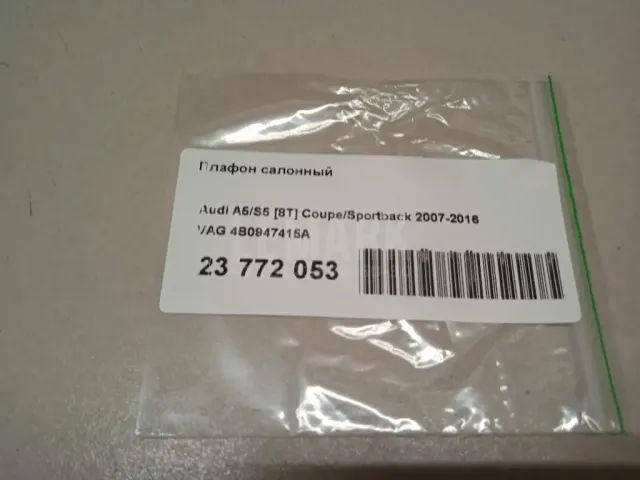 Плафон салонный
Audi A5/S5 [8T] Coupe/Sportback 2007-2016
VAG 4B0947415A
23 772 053